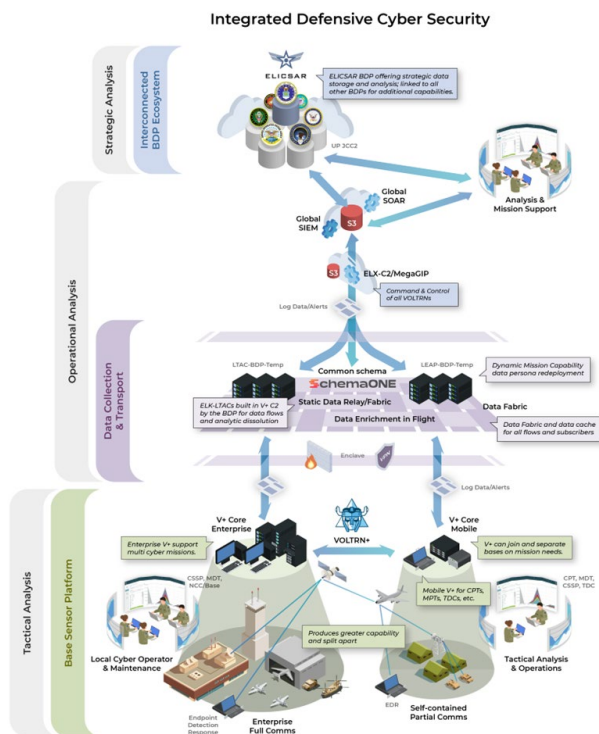 Integrated Defensive Cyber Security
Strategic Analysis
Interconnected
BDP Ecosystem
ELICSAR
ELICSAR BDP offering strategic data
storage and analysis; linked to all
other BDPs for additional capabilities.
UP JCC2
Analysis &
Mission Support
Global
SOAR
Global
SIEM
S3
Operational Analysis
S3
ELX-C2/MegaGIP
Command & Control
of all VOLTRNs
Log Data/Alerts
Data Collection
& Transport
LTAC-BDP-Temp
Common schema
SchemaONE
LEAP-BDP-Temp
Dynamic Mission Capability
data persona redeployment
ELK-LTACs built in V+ C2
by the BDP for data flows
and analytic dissolution
Static Data Relay/Fabric
Data Enrichment in Flight
Data Fabric
Data Fabric and data cache
for all flows and subscribers
Enclave
VPN
Log Data/Alerts
Tactical Analysis
Base Sensor Platform
V+ Core
Enterprise
VOLTRN+
V+ Core
Mobile
Enterprise V+ support
multi cyber missions.
V+ can join and separate
bases on mission needs.
CSSP, MDT,
NCC/Base
Mobile V+ for CPTs,
MPTs, TDCs, etc.
CPT, MDT,
CSSP, TDC
Produces greater capability
and split apart
Local Cyber Operator
& Maintenance
Tactical Analysis
& Operations
Endpoint
Detection
Response
Enterprise
Full Comms
EDR
Self-contained
Partial Comms